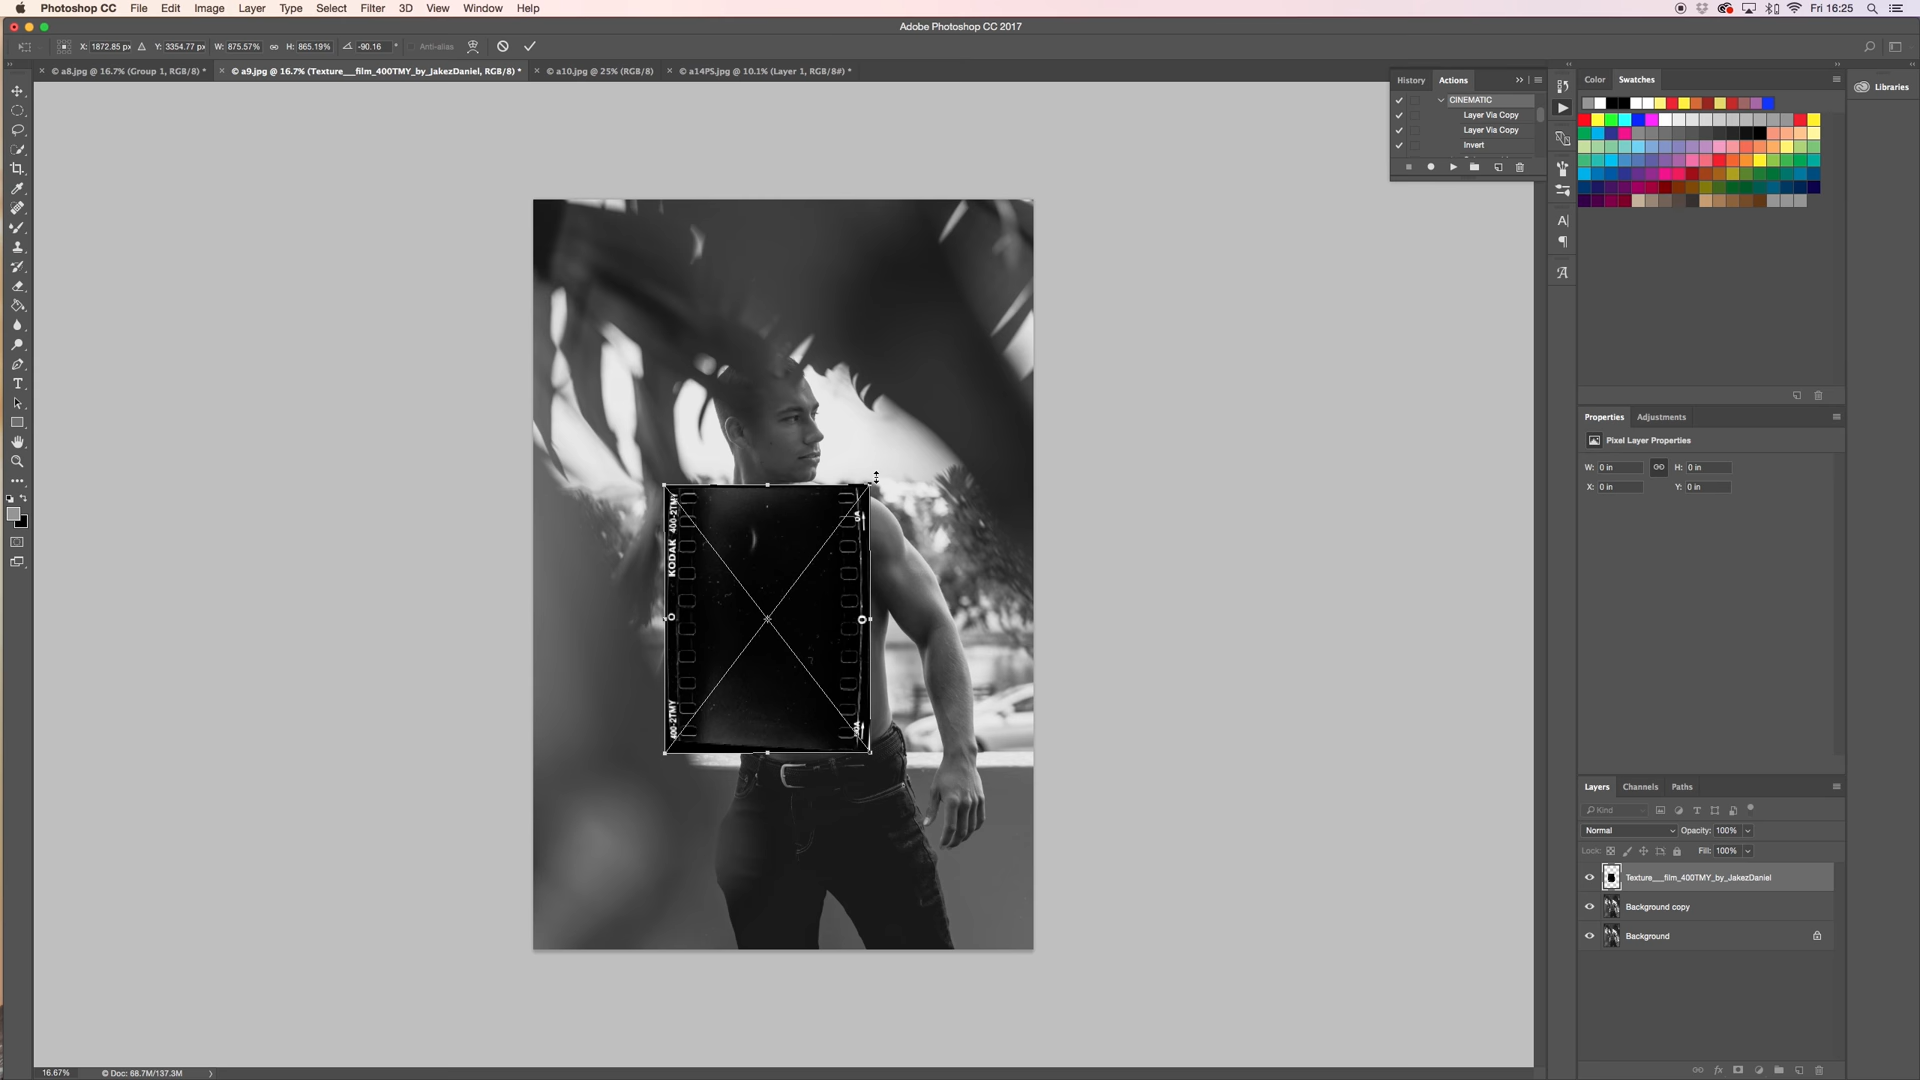 Photoshop CC File Edit Image Layer Type Select Filter 3D View Window Help Fri 16:25
Adobe Photoshop CC 2017
X: 1872.85 px Y: 3354.77 px W: 875.57% H: 865.19% -90.16 ° Anti-alias
© a8.jpg @ 16.7% (Group 1, RGB/8) * © a9.jpg @ 16.7% (Texture___film_400TMY_by_JakezDaniel, RGB/8) * © a10.jpg @ 25% (RGB/8) © a14PS.jpg @ 10.1% (Layer 1, RGB/8#) *
History Actions
CINEMATIC
Layer Via Copy
Layer Via Copy
Invert
Color Swatches
Libraries
Properties Adjustments
Pixel Layer Properties
W: 0 in H: 0 in
X: 0 in Y: 0 in
KODAK 400-2TMY
400-2TMY
Layers Channels Paths
Kind
Normal Opacity: 100%
Lock: Fill: 100%
Texture___film_400TMY_by_JakezDaniel
Background copy
Background
16.67% © Doc: 68.7M/137.3M